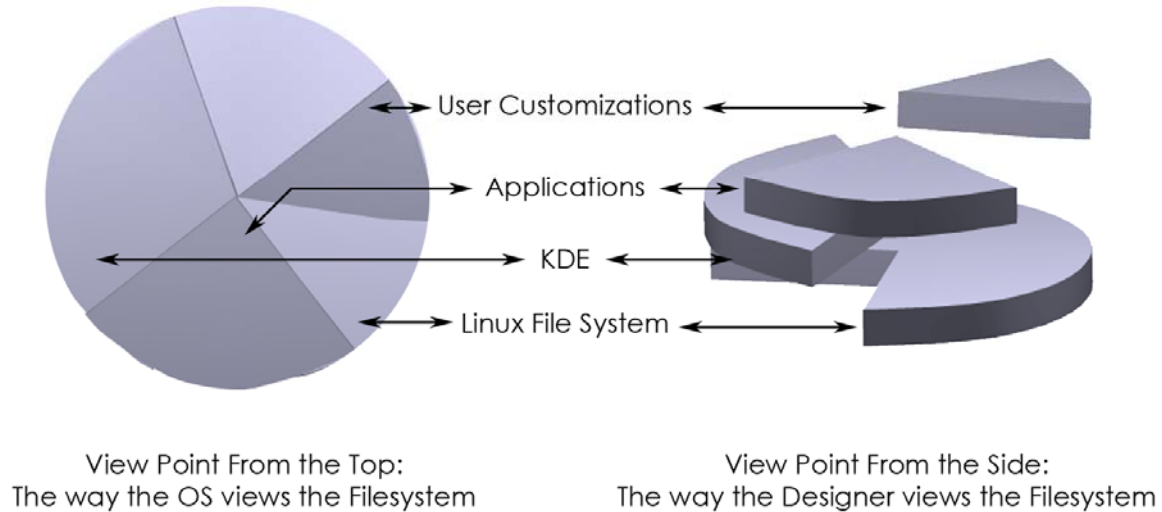 User Customizations
Applications
KDE
Linux File System
View Point From the Top:
The way the OS views the Filesystem
View Point From the Side:
The way the Designer views the Filesystem